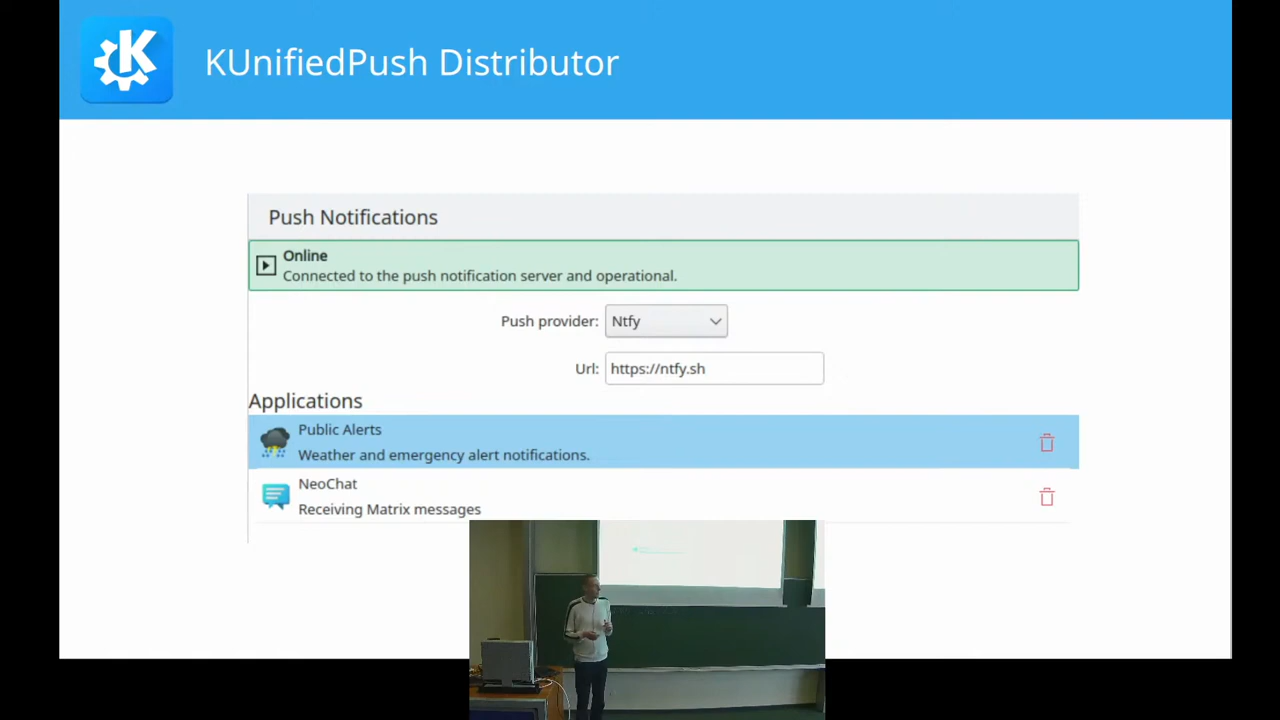 KUnifiedPush Distributor
Push Notifications
Online
Connected to the push notification server and operational.
Push provider: Ntfy
Url: https://ntfy.sh
Applications
Public Alerts
Weather and emergency alert notifications.
NeoChat
Receiving Matrix messages